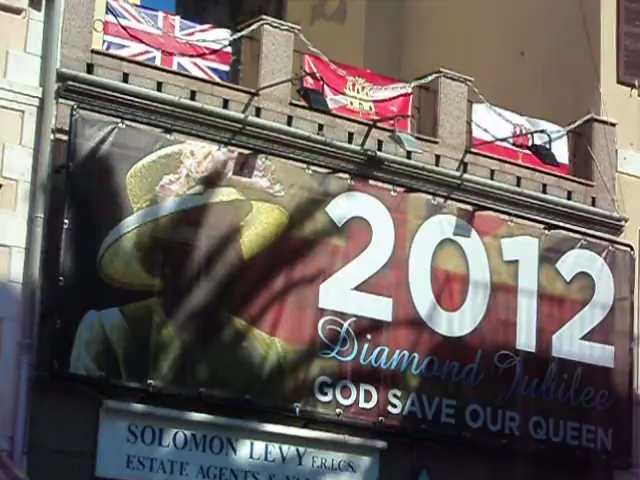 2012
Diamond Jubilee
GOD SAVE OUR QUEEN
SOLOMON LEVY F.R.I.C.S.
ESTATE AGENTS &